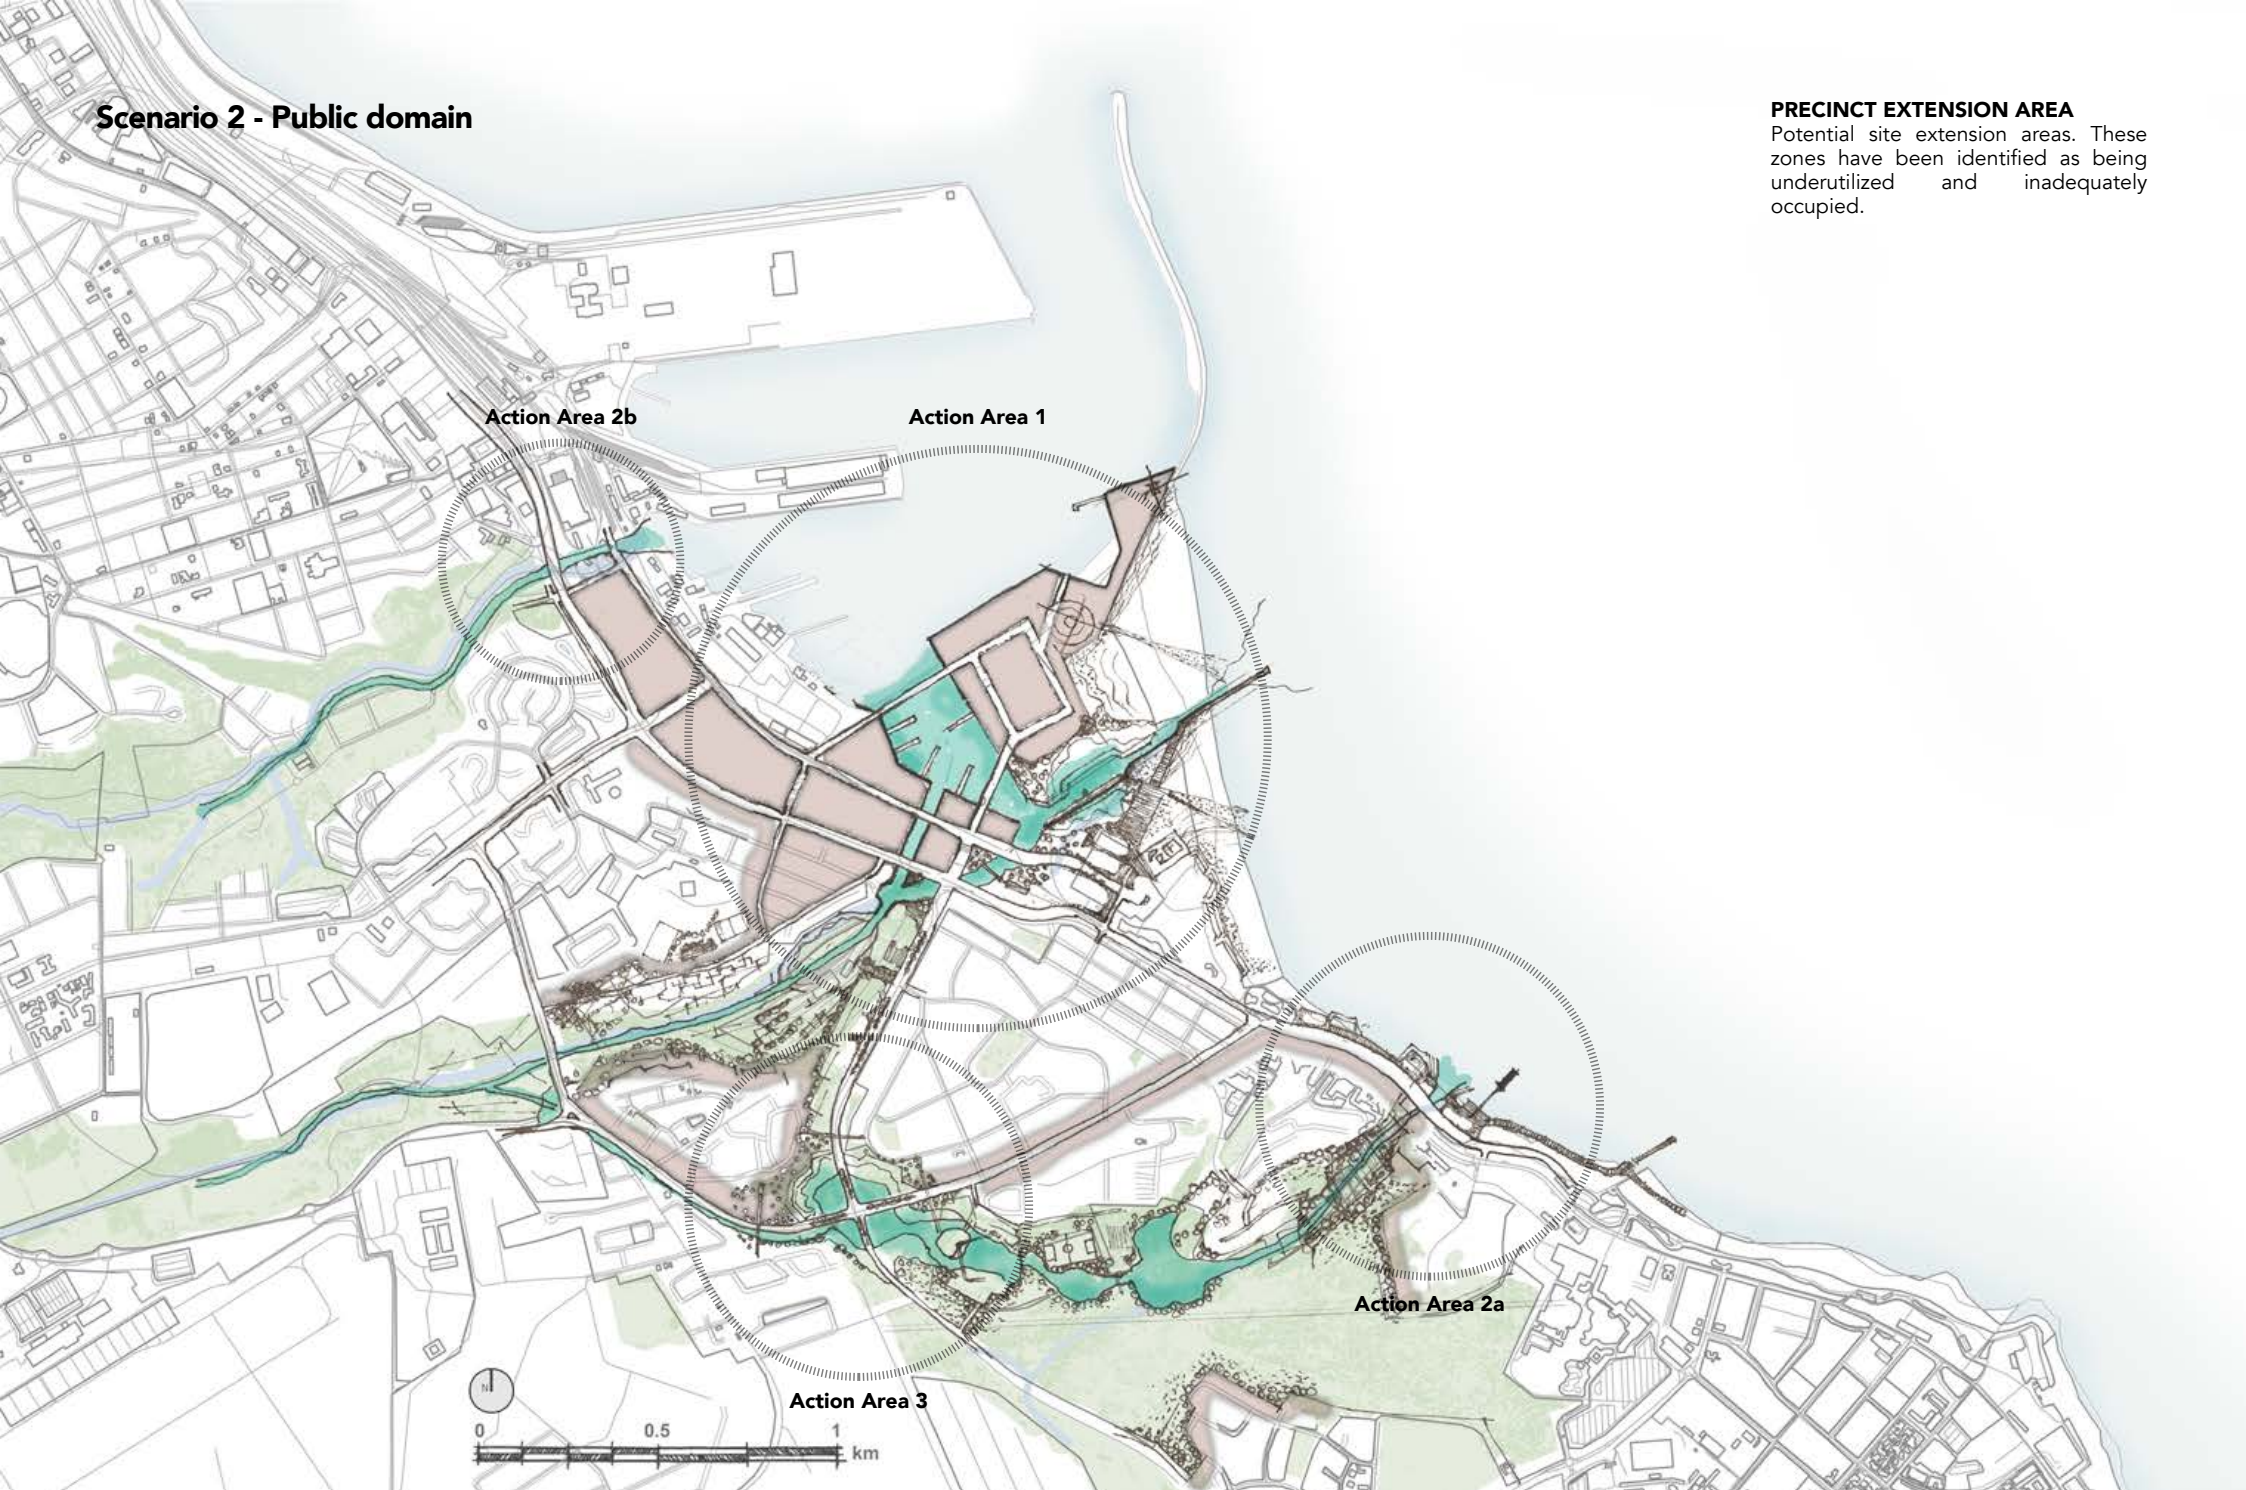 Scenario 2 - Public domain
PRECINCT EXTENSION AREA
Potential site extension areas. These
zones have been identified as being
underutilized and inadequately
occupied.
Action Area 2b
Action Area 1
Action Area 2a
Action Area 3
N
0 0.5 1
km